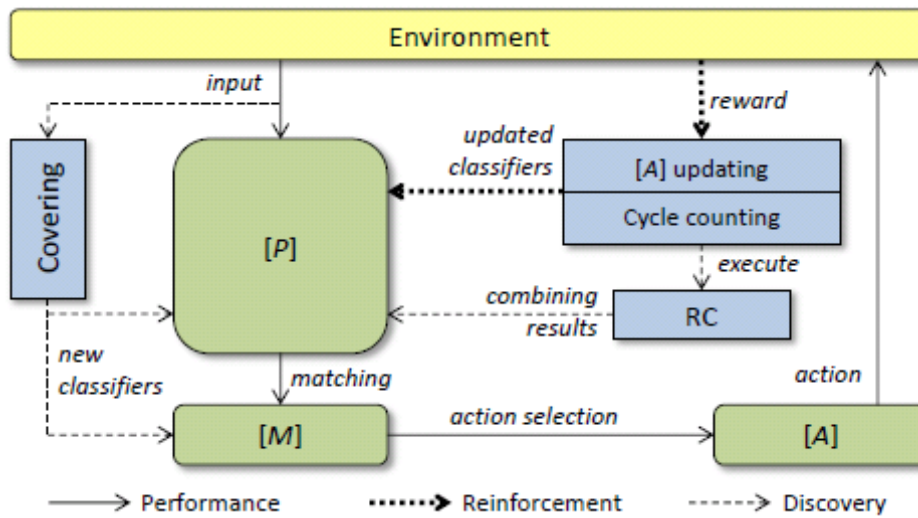 Environment
input
reward
updated
classifiers
[A] updating
Cycle counting
Covering
[P]
execute
combining
results
RC
new
classifiers
matching
action
[M]
action selection
[A]
Performance
Reinforcement
Discovery